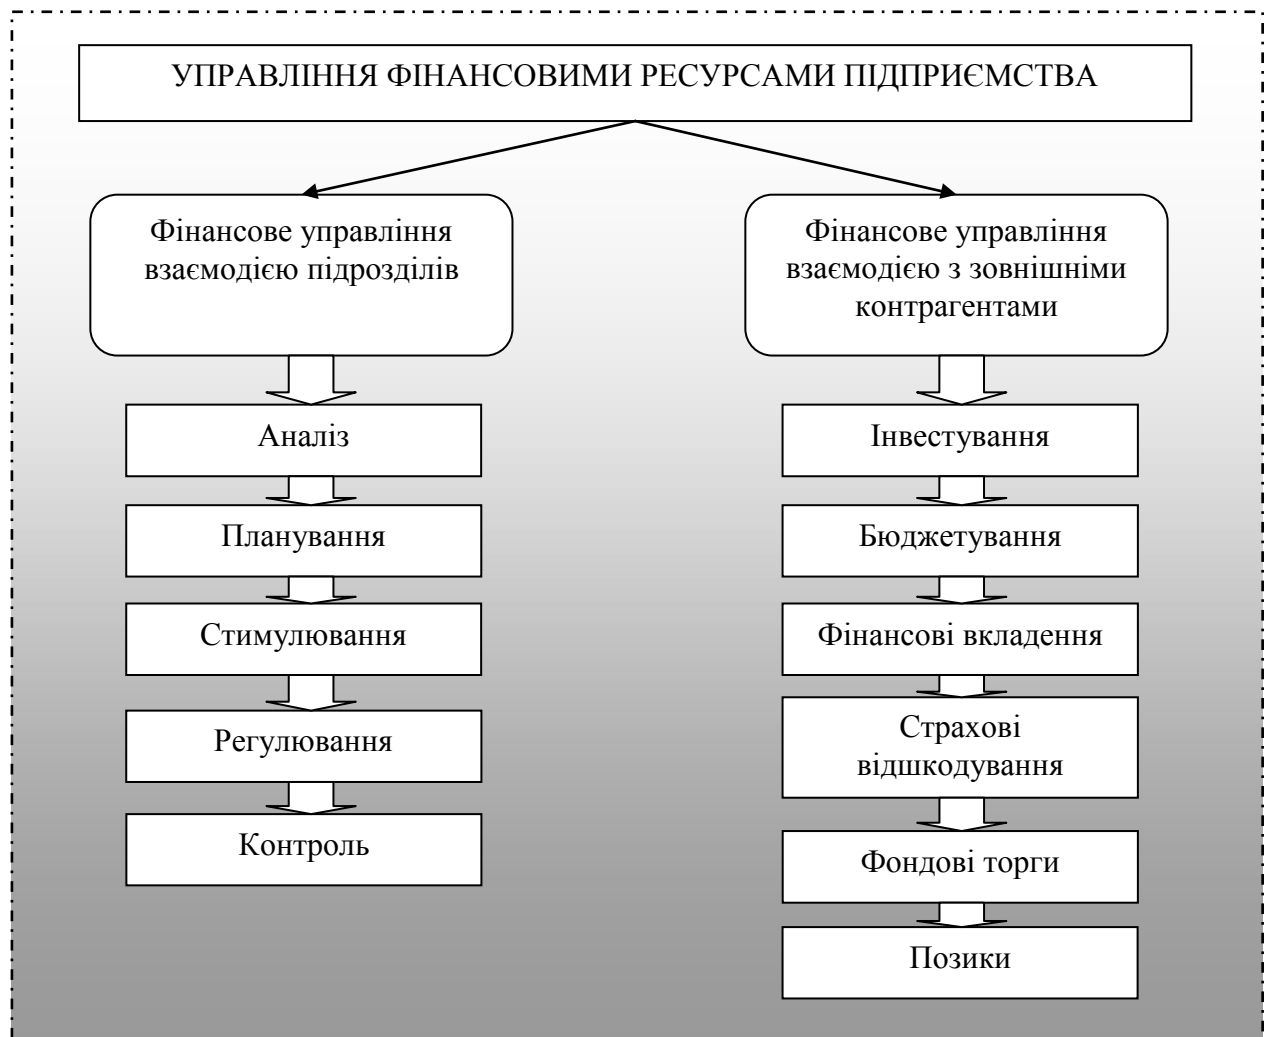 УПРАВЛІННЯ ФІНАНСОВИМИ РЕСУРСАМИ ПІДПРИЄМСТВА
Фінансове управління
взаємодією підрозділів
Фінансове управління
взаємодією з зовнішніми
контрагентами
Аналіз
Планування
Стимулювання
Регулювання
Контроль
Інвестування
Бюджетування
Фінансові вкладення
Страхові
відшкодування
Фондові торги
Позики